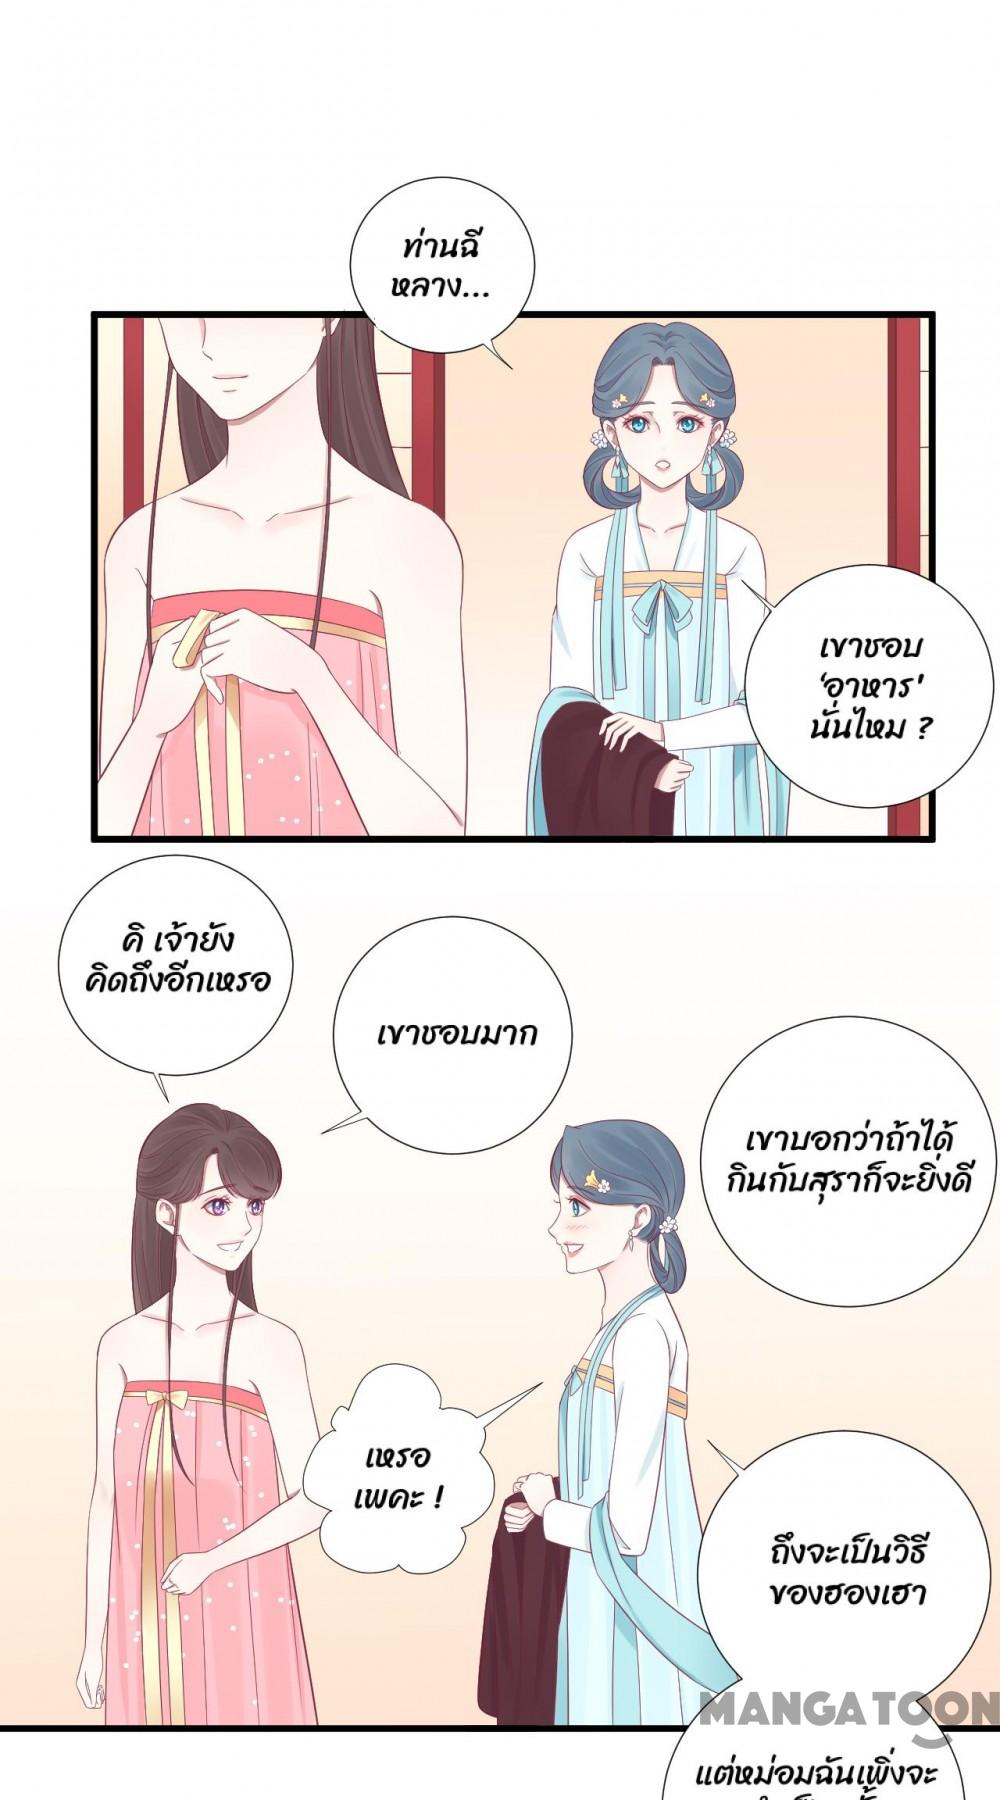 ท่านฉี
หลาง...
เขาชอบ
‘อาหาร'
นั่นไหม ?
คิ เจ้ายัง
คิดถึงอีกเหรอ
เขาชอบมาก
เขาบอกว่าถ้าได้
กินกับสุราก็จะยิ่งดี
เหรอ
เพคะ !
ถึงจะเป็นวิธี
ของฮองเฮา
MANGATOON
แต่หม่อมฉันเพิ่งจะ